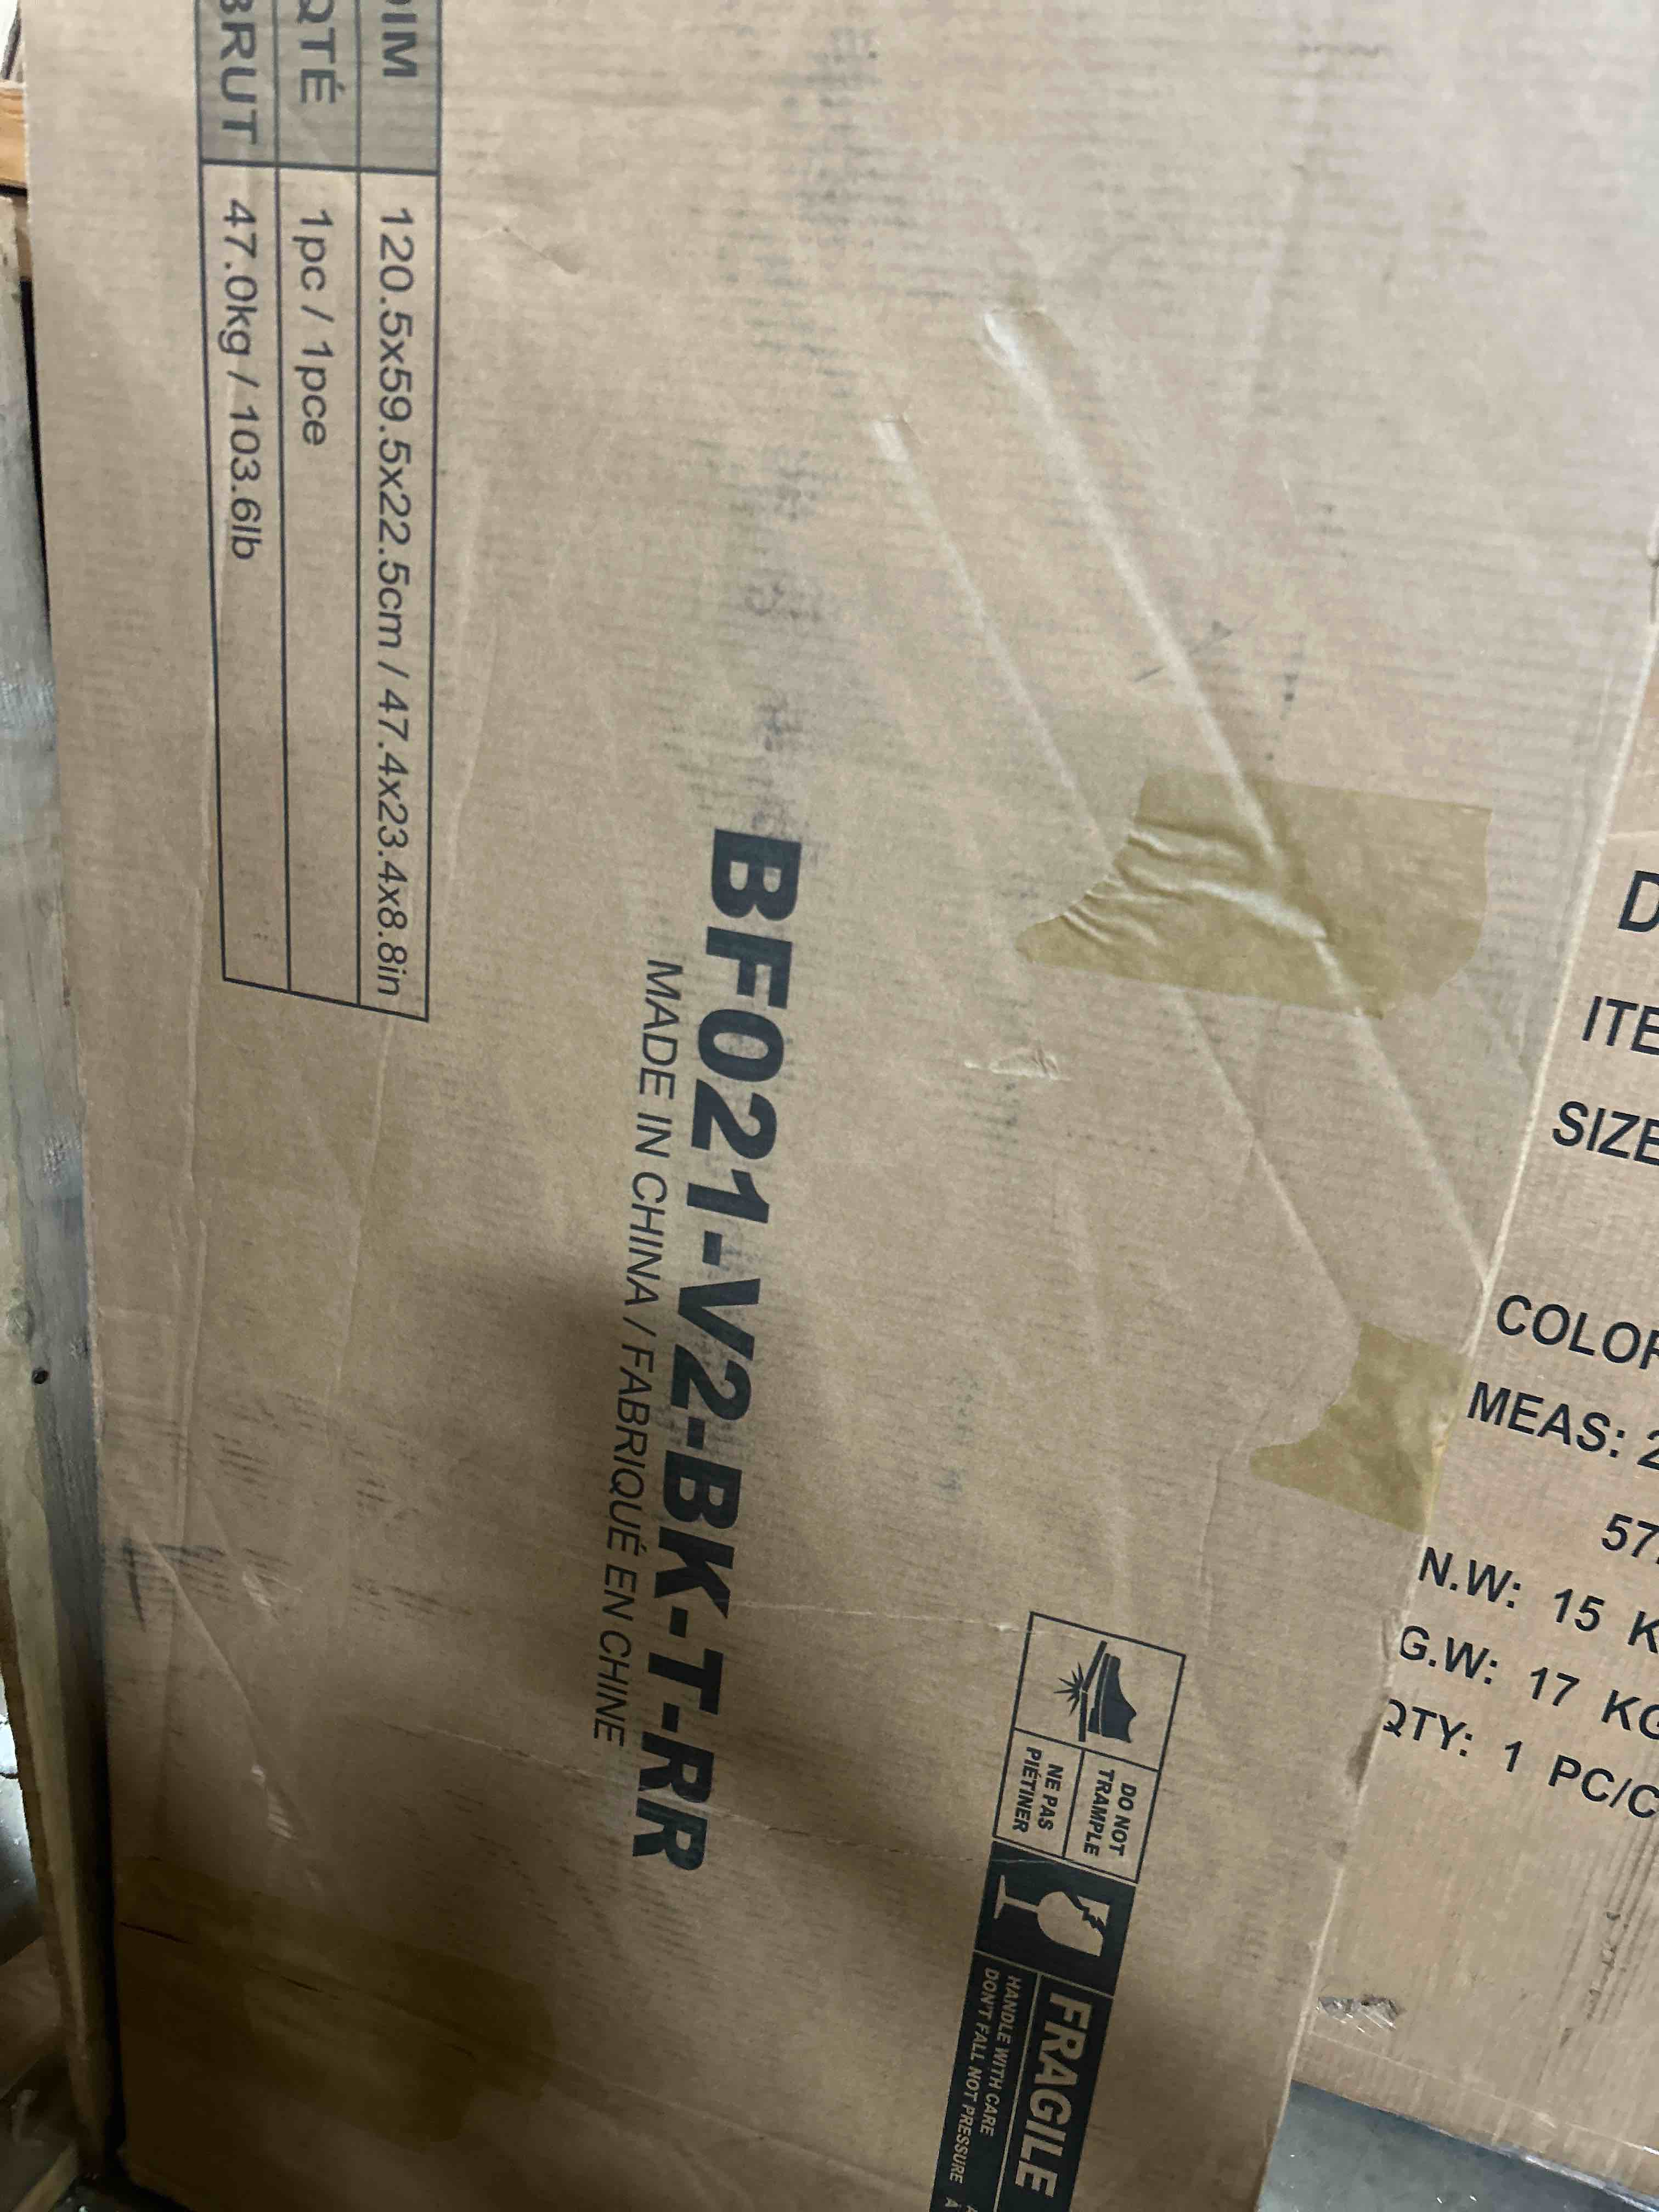 DIM 120.5x59.5x22.5cm / 47.4x23.4x8.8in
QTÉ 1pc / 1pce
BRUT 47.0kg / 103.6lb
BF021-V2-BK-T-RR
MADE IN CHINA / FABRIQUÉ EN CHINE
DO NOT
TRAMPLE
NE PAS
PIÉTINER
FRAGILE
HANDLE WITH CARE
DON'T FALL NOT PRESSURE
D
ITE
SIZE
COLOR
MEAS: 2
57
N.W: 15 K
G.W: 17 KG
QTY: 1 PC/C